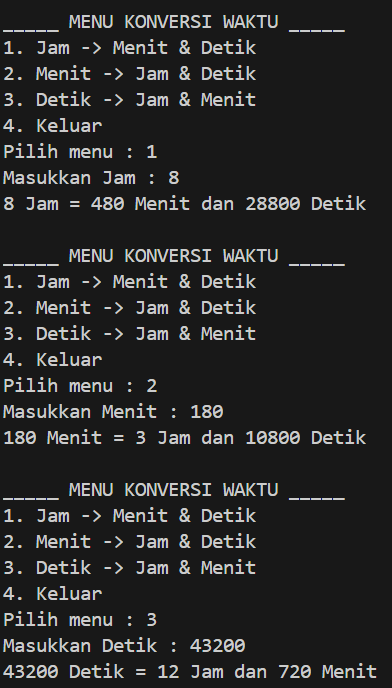 _____ MENU KONVERSI WAKTU _____
1. Jam -> Menit & Detik
2. Menit -> Jam & Detik
3. Detik -> Jam & Menit
4. Keluar
Pilih menu : 1
Masukkan Jam : 8
8 Jam = 480 Menit dan 28800 Detik

_____ MENU KONVERSI WAKTU _____
1. Jam -> Menit & Detik
2. Menit -> Jam & Detik
3. Detik -> Jam & Menit
4. Keluar
Pilih menu : 2
Masukkan Menit : 180
180 Menit = 3 Jam dan 10800 Detik

_____ MENU KONVERSI WAKTU _____
1. Jam -> Menit & Detik
2. Menit -> Jam & Detik
3. Detik -> Jam & Menit
4. Keluar
Pilih menu : 3
Masukkan Detik : 43200
43200 Detik = 12 Jam dan 720 Menit